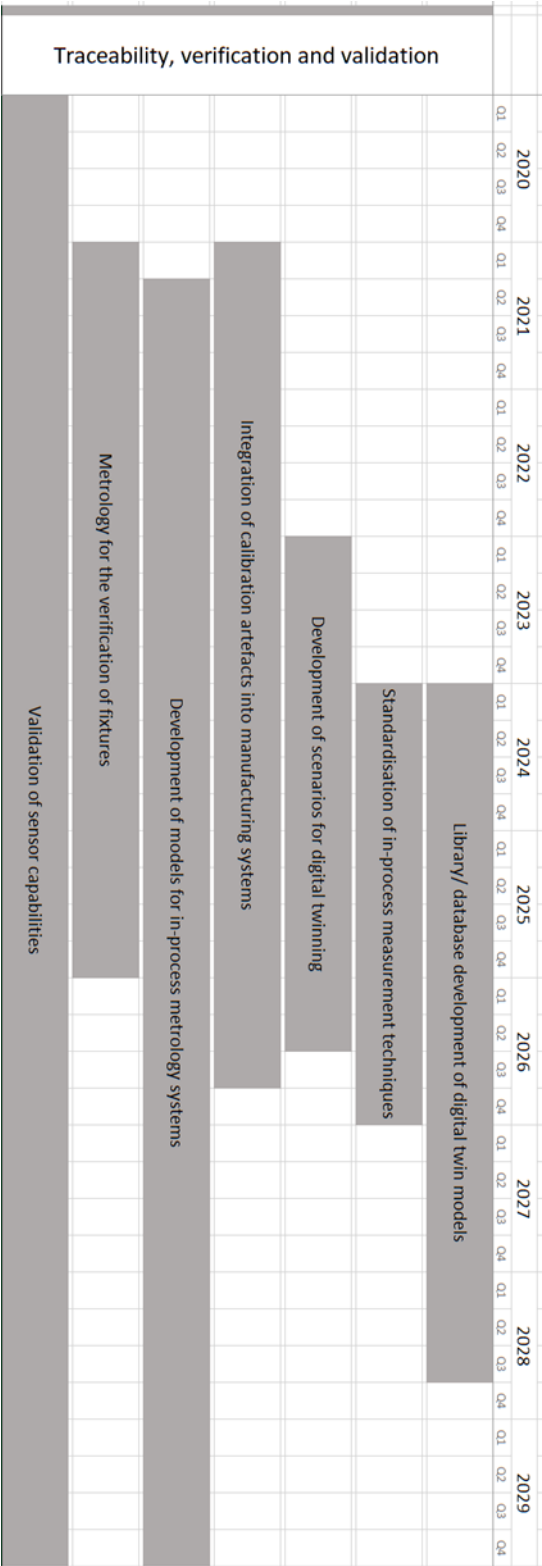 Traceability, verification and validation
2020 2021 2022 2023 2024 2025 2026 2027 2028 2029
Q1 Q2 Q3 Q4 Q1 Q2 Q3 Q4 Q1 Q2 Q3 Q4 Q1 Q2 Q3 Q4 Q1 Q2 Q3 Q4 Q1 Q2 Q3 Q4 Q1 Q2 Q3 Q4 Q1 Q2 Q3 Q4 Q1 Q2 Q3 Q4 Q1 Q2 Q3 Q4
Library/ database development of digital twin models
Standardisation of in-process measurement techniques
Development of scenarios for digital twinning
Integration of calibration artefacts into manufacturing systems
Development of models for in-process metrology systems
Metrology for the verification of fixtures
Validation of sensor capabilities